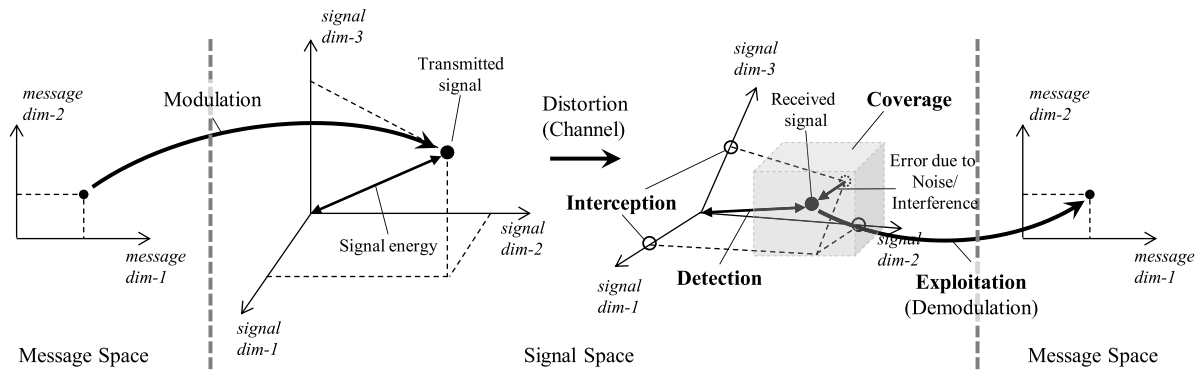 message
dim-2
Modulation
message
dim-1
Message Space
signal
dim-3
Transmitted
signal
Signal energy
signal
dim-2
signal
dim-1
Distortion
(Channel)
Signal Space
signal
dim-3
Received
signal
Coverage
Error due to
Noise/
Interference
Interception
signal
dim-2
signal
dim-1
Detection
Exploitation
(Demodulation)
message
dim-2
message
dim-1
Message Space